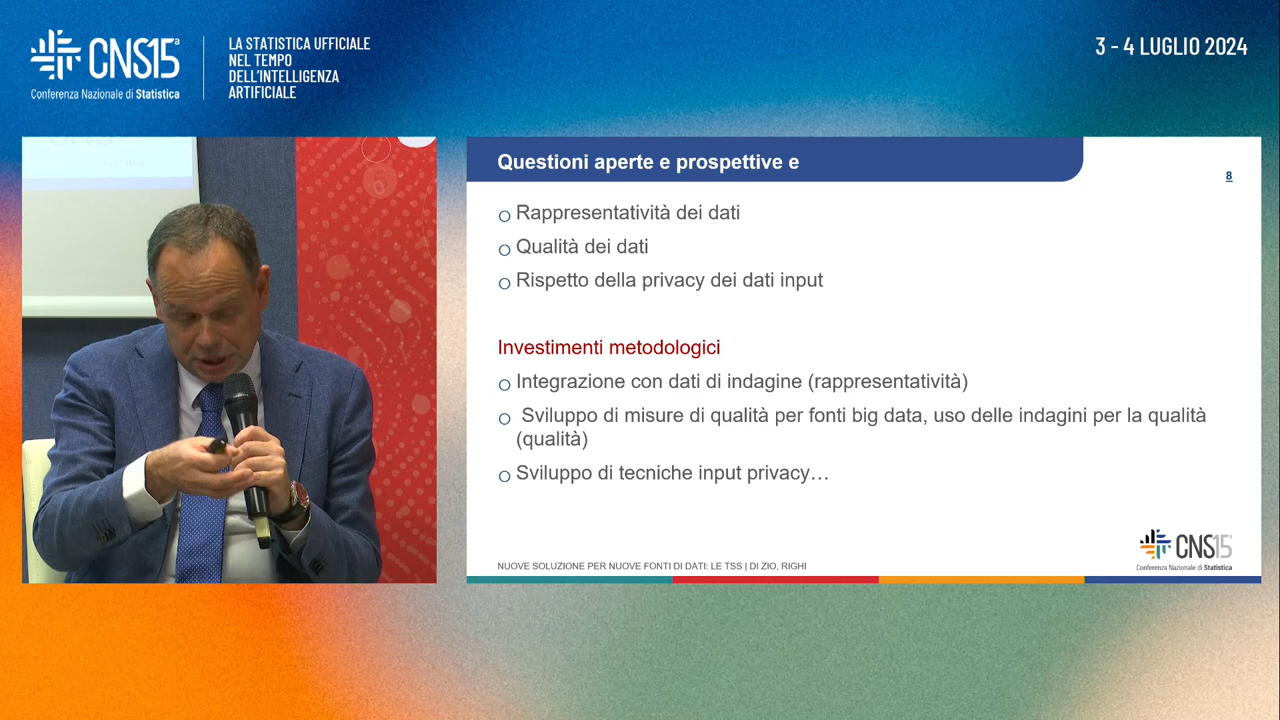 CNS15ª
Conferenza Nazionale di Statistica
LA STATISTICA UFFICIALE
NEL TEMPO
DELL'INTELLIGENZA
ARTIFICIALE
3 - 4 LUGLIO 2024
Questioni aperte e prospettive e
8
Rappresentatività dei dati
Qualità dei dati
Rispetto della privacy dei dati input
Investimenti metodologici
Integrazione con dati di indagine (rappresentatività)
Sviluppo di misure di qualità per fonti big data, uso delle indagini per la qualità
(qualità)
Sviluppo di tecniche input privacy…
CNS15
Conferenza Nazionale di Statistica
NUOVE SOLUZIONE PER NUOVE FONTI DI DATI: LE TSS | DI ZIO, RIGHI